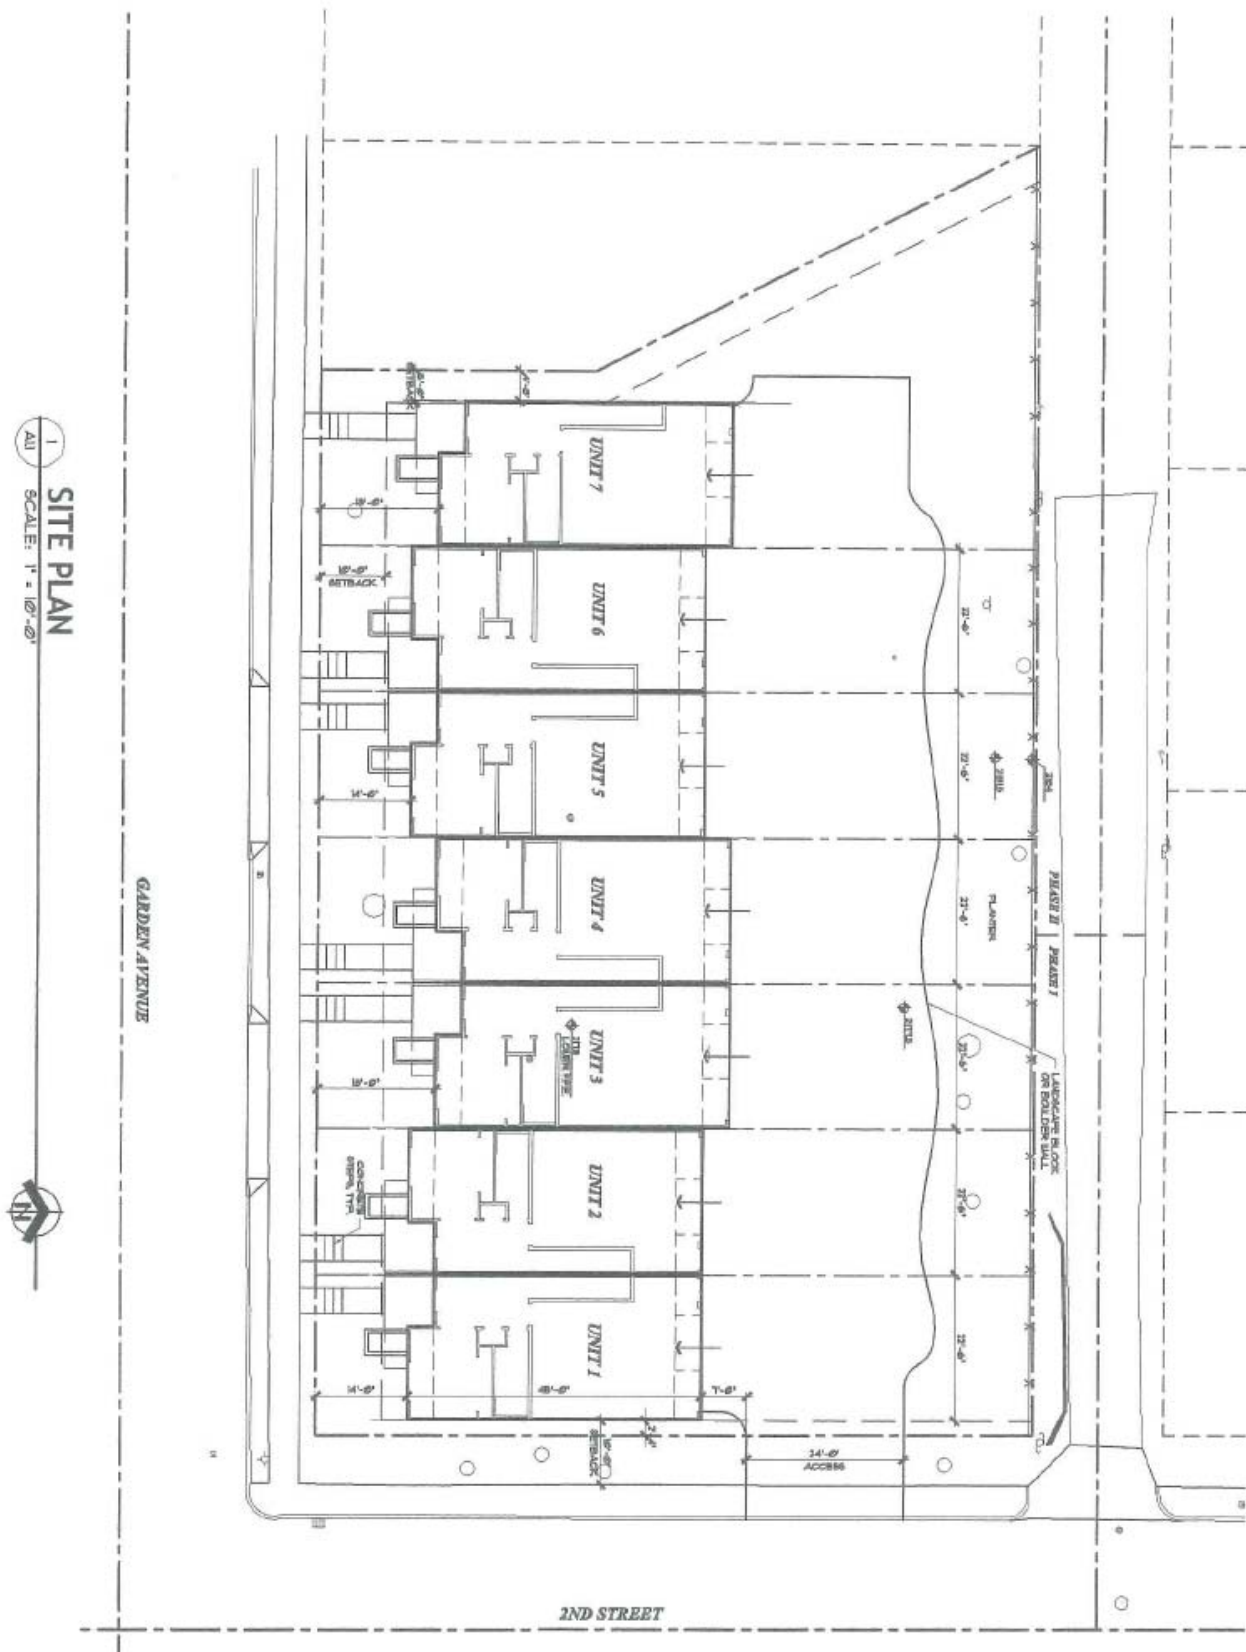 1
A1.1
SITE PLAN
SCALE: 1" = 10'-0"
N
GARDEN AVENUE
2ND STREET
UNIT 7
UNIT 6
UNIT 5
UNIT 4
UNIT 3
UNIT 2
UNIT 1
SETBACK
18'-0"
10'-0"
SETBACK
14'-0"
18'-0"
CONCRETE
STEPS, TYP.
14'-0"
48'-0"
7'-0"
10'-0"
SETBACK
24'-0"
ACCESS
22'-6"
22'-6"
22'-6"
22'-6"
22'-6"
22'-6"
PLANTER
PHASE II
PHASE I
LANDSCAPE BLOCK
OR BOULDER WALL